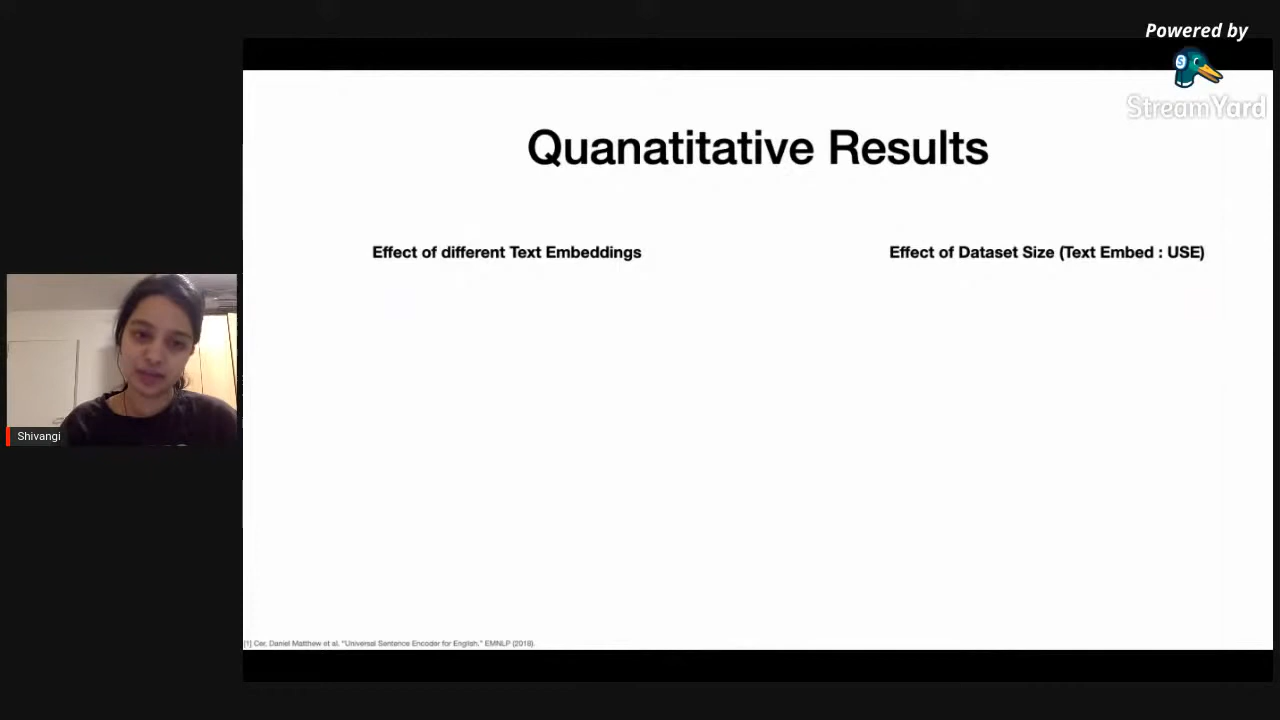 Powered by
StreamYard
Quanatitative Results
Effect of different Text Embeddings
Effect of Dataset Size (Text Embed : USE)
Shivangi
[1] Cer, Daniel Matthew et al. "Universal Sentence Encoder for English." EMNLP (2018).